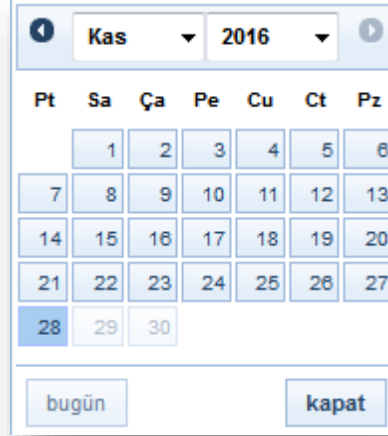 Kas 2016
Pt Sa Ça Pe Cu Ct Pz
1 2 3 4 5 6
7 8 9 10 11 12 13
14 15 16 17 18 19 20
21 22 23 24 25 26 27
28 29 30
bugün kapat